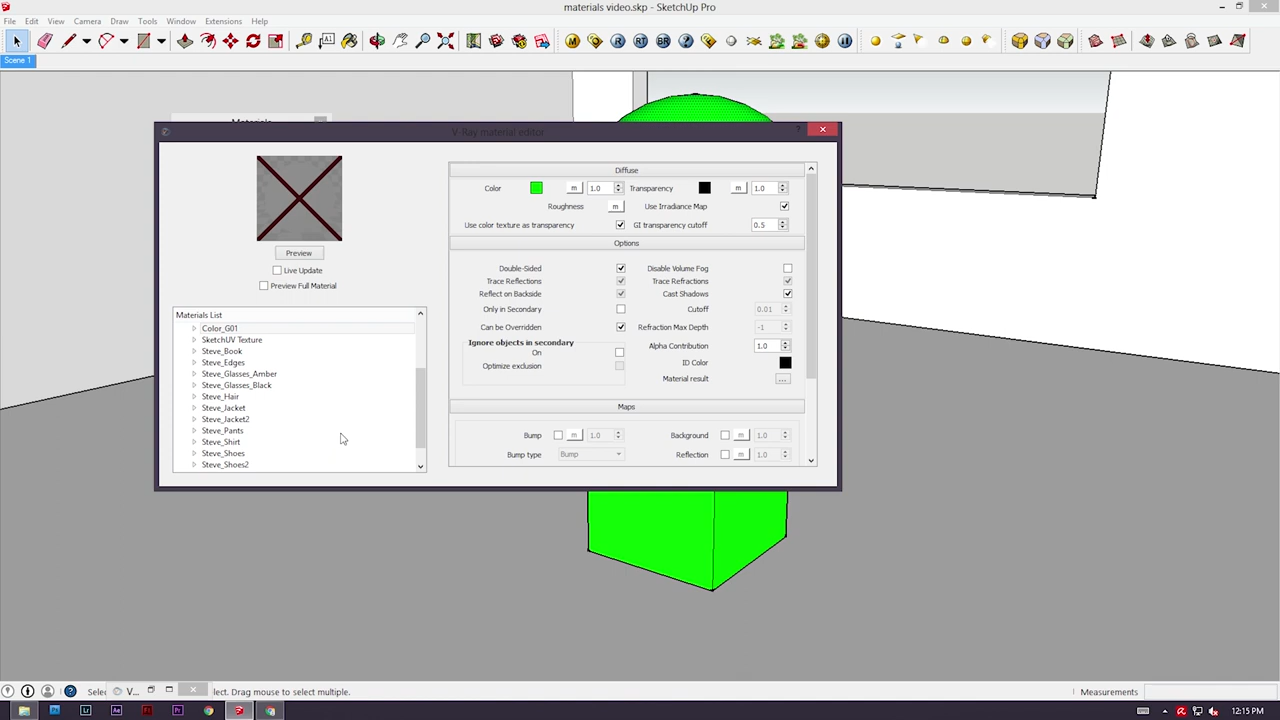 materials video.skp - SketchUp Pro
File Edit View Camera Draw Tools Window Extensions Help
Scene 1
Materials
V-Ray material editor
Diffuse
Color m 1.0 Transparency m 1.0
Roughness m Use Irradiance Map
Use color texture as transparency GI transparency cutoff 0.5
Preview
Options
Live Update
Preview Full Material
Double-Sided Disable Volume Fog
Trace Reflections Trace Refractions
Reflect on Backside Cast Shadows
Only in Secondary Cutoff 0.01
Can be Overridden Refraction Max Depth -1
Ignore objects in secondary Alpha Contribution 1.0
On ID Color
Optimize exclusion Material result ...
Maps
Bump m 1.0 Background m 1.0
Bump type Bump Reflection m 1.0
Materials List
Color_G01
SketchUV Texture
Steve_Book
Steve_Edges
Steve_Glasses_Amber
Steve_Glasses_Black
Steve_Hair
Steve_Jacket
Steve_Jacket2
Steve_Pants
Steve_Shirt
Steve_Shoes
Steve_Shoes2
Selec V... lect. Drag mouse to select multiple. Measurements
12:15 PM